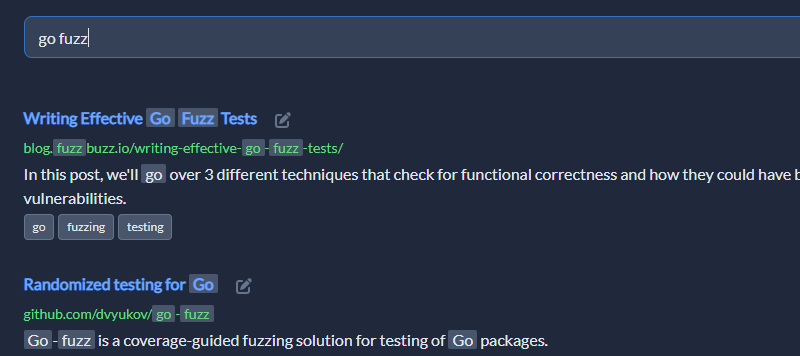 go fuzz
Writing Effective Go Fuzz Tests
blog.fuzzbuzz.io/writing-effective-go-fuzz-tests/
In this post, we'll go over 3 different techniques that check for functional correctness and how they could have
vulnerabilities.
go fuzzing testing
Randomized testing for Go
github.com/dvyukov/go-fuzz
Go-fuzz is a coverage-guided fuzzing solution for testing of Go packages.